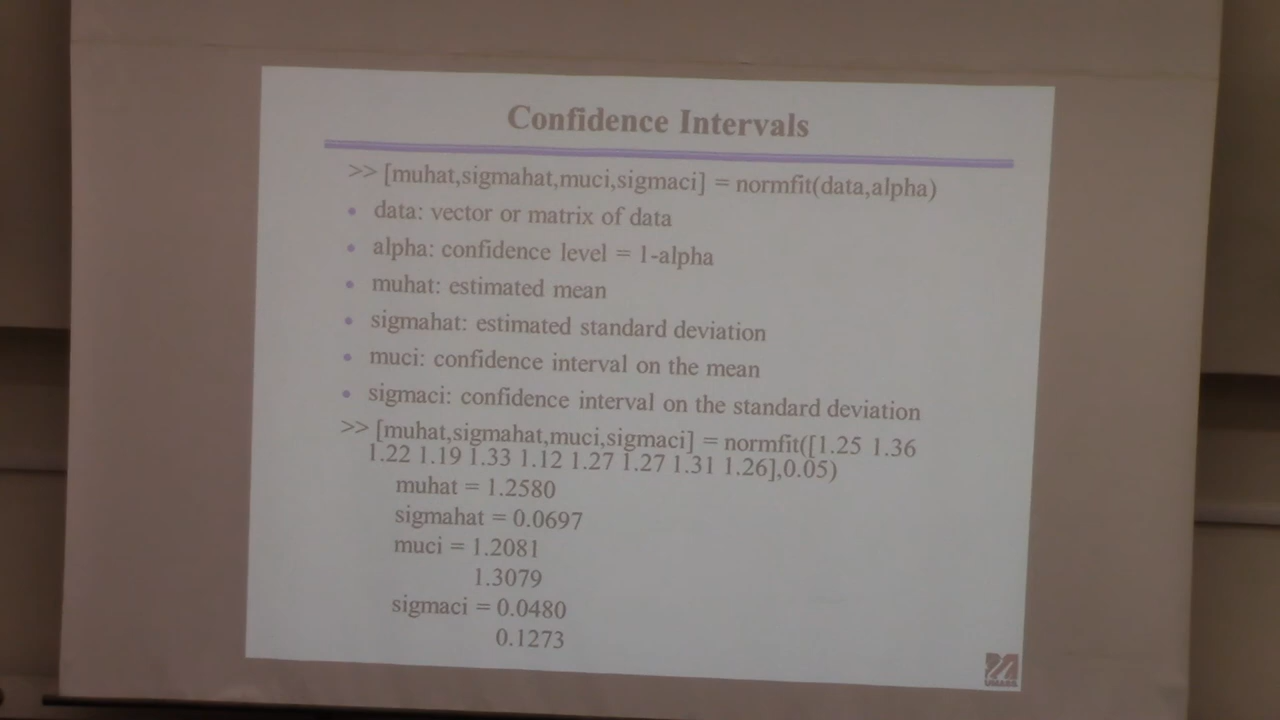 Confidence Intervals
>> [muhat,sigmahat,muci,sigmaci] = normfit(data,alpha)
• data: vector or matrix of data
• alpha: confidence level = 1-alpha
• muhat: estimated mean
• sigmahat: estimated standard deviation
• muci: confidence interval on the mean
• sigmaci: confidence interval on the standard deviation
>> [muhat,sigmahat,muci,sigmaci] = normfit([1.25 1.36
1.22 1.19 1.33 1.12 1.27 1.27 1.31 1.26],0.05)
muhat = 1.2580
sigmahat = 0.0697
muci = 1.2081
1.3079
sigmaci = 0.0480
0.1273